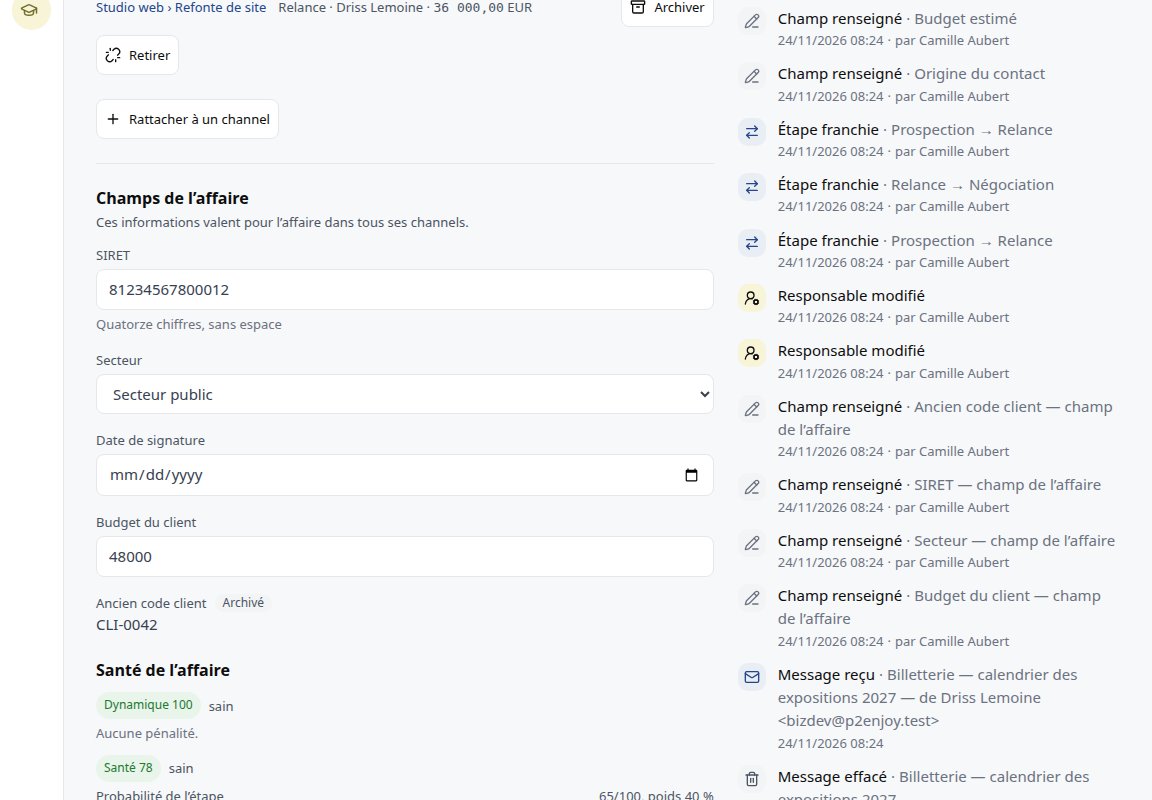 Studio web › Refonte de site Relance · Driss Lemoine · 36 000,00 EUR
Archiver
Retirer
Rattacher à un channel
Champs de l’affaire
Ces informations valent pour l’affaire dans tous ses channels.
SIRET
81234567800012
Quatorze chiffres, sans espace
Secteur
Secteur public
Date de signature
mm/dd/yyyy
Budget du client
48000
Ancien code client Archivé
CLI-0042
Santé de l’affaire
Dynamique 100 sain
Aucune pénalité.
Santé 78 sain
Probabilité de l’étape 65/100, poids 40 %
Champ renseigné · Budget estimé
24/11/2026 08:24 · par Camille Aubert
Champ renseigné · Origine du contact
24/11/2026 08:24 · par Camille Aubert
Étape franchie · Prospection → Relance
24/11/2026 08:24 · par Camille Aubert
Étape franchie · Relance → Négociation
24/11/2026 08:24 · par Camille Aubert
Étape franchie · Prospection → Relance
24/11/2026 08:24 · par Camille Aubert
Responsable modifié
24/11/2026 08:24 · par Camille Aubert
Responsable modifié
24/11/2026 08:24 · par Camille Aubert
Champ renseigné · Ancien code client — champ
de l’affaire
24/11/2026 08:24 · par Camille Aubert
Champ renseigné · SIRET — champ de l’affaire
24/11/2026 08:24 · par Camille Aubert
Champ renseigné · Secteur — champ de l’affaire
24/11/2026 08:24 · par Camille Aubert
Champ renseigné · Budget du client — champ
de l’affaire
24/11/2026 08:24 · par Camille Aubert
Message reçu · Billetterie — calendrier des
expositions 2027 — de Driss Lemoine
<bizdev@p2enjoy.test>
24/11/2026 08:24
Message effacé · Billetterie — calendrier des
expositions 2027